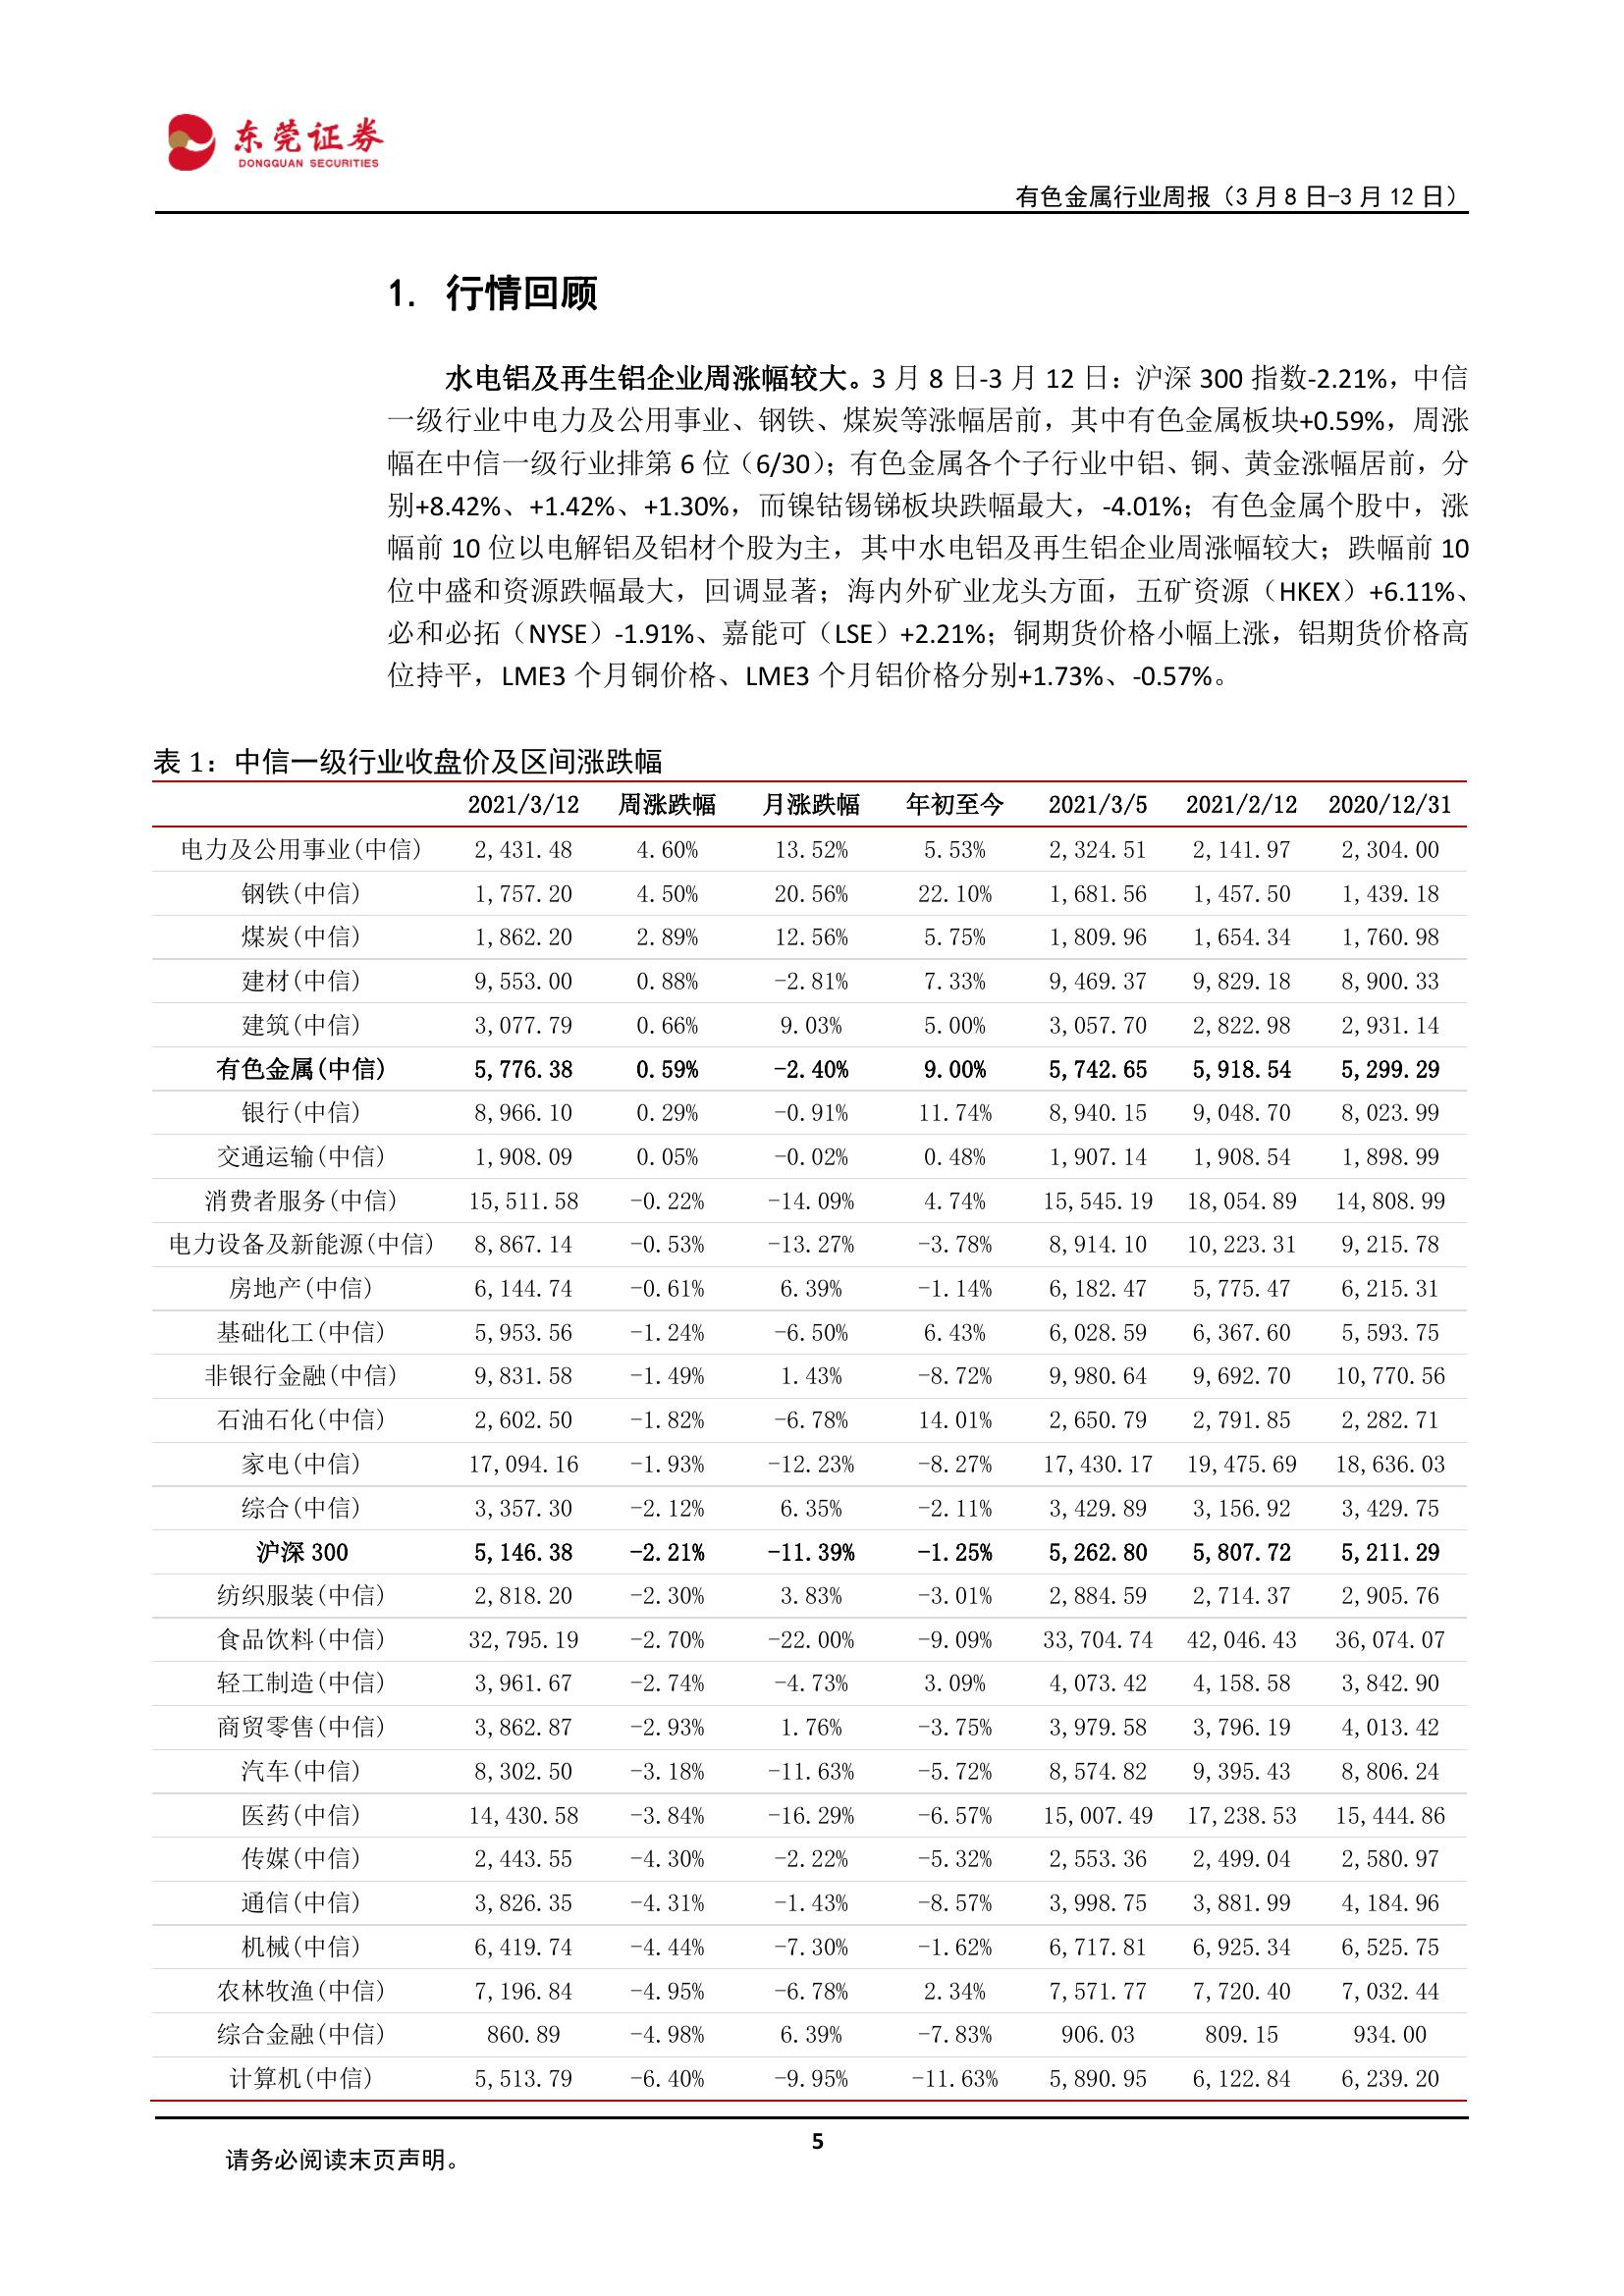 东莞证券
DONGGUAN SECURITIES
有色金属行业周报（3 月 8 日-3 月 12 日）
1. 行情回顾
水电铝及再生铝企业周涨幅较大。3 月 8 日-3 月 12 日：沪深 300 指数-2.21%，中信
一级行业中电力及公用事业、钢铁、煤炭等涨幅居前，其中有色金属板块+0.59%，周涨
幅在中信一级行业排第 6 位（6/30）；有色金属各个子行业中铝、铜、黄金涨幅居前，分
别+8.42%、+1.42%、+1.30%，而镍钴锡锑板块跌幅最大，-4.01%；有色金属个股中，涨
幅前 10 位以电解铝及铝材个股为主，其中水电铝及再生铝企业周涨幅较大；跌幅前 10
位中盛和资源跌幅最大，回调显著；海内外矿业龙头方面，五矿资源（HKEX）+6.11%、
必和必拓（NYSE）-1.91%、嘉能可（LSE）+2.21%；铜期货价格小幅上涨，铝期货价格高
位持平，LME3 个月铜价格、LME3 个月铝价格分别+1.73%、-0.57%。
表 1：中信一级行业收盘价及区间涨跌幅
2021/3/12 周涨跌幅 月涨跌幅 年初至今 2021/3/5 2021/2/12 2020/12/31
电力及公用事业(中信) 2,431.48 4.60% 13.52% 5.53% 2,324.51 2,141.97 2,304.00
钢铁(中信) 1,757.20 4.50% 20.56% 22.10% 1,681.56 1,457.50 1,439.18
煤炭(中信) 1,862.20 2.89% 12.56% 5.75% 1,809.96 1,654.34 1,760.98
建材(中信) 9,553.00 0.88% -2.81% 7.33% 9,469.37 9,829.18 8,900.33
建筑(中信) 3,077.79 0.66% 9.03% 5.00% 3,057.70 2,822.98 2,931.14
有色金属(中信) 5,776.38 0.59% -2.40% 9.00% 5,742.65 5,918.54 5,299.29
银行(中信) 8,966.10 0.29% -0.91% 11.74% 8,940.15 9,048.70 8,023.99
交通运输(中信) 1,908.09 0.05% -0.02% 0.48% 1,907.14 1,908.54 1,898.99
消费者服务(中信) 15,511.58 -0.22% -14.09% 4.74% 15,545.19 18,054.89 14,808.99
电力设备及新能源(中信) 8,867.14 -0.53% -13.27% -3.78% 8,914.10 10,223.31 9,215.78
房地产(中信) 6,144.74 -0.61% 6.39% -1.14% 6,182.47 5,775.47 6,215.31
基础化工(中信) 5,953.56 -1.24% -6.50% 6.43% 6,028.59 6,367.60 5,593.75
非银行金融(中信) 9,831.58 -1.49% 1.43% -8.72% 9,980.64 9,692.70 10,770.56
石油石化(中信) 2,602.50 -1.82% -6.78% 14.01% 2,650.79 2,791.85 2,282.71
家电(中信) 17,094.16 -1.93% -12.23% -8.27% 17,430.17 19,475.69 18,636.03
综合(中信) 3,357.30 -2.12% 6.35% -2.11% 3,429.89 3,156.92 3,429.75
沪深 300 5,146.38 -2.21% -11.39% -1.25% 5,262.80 5,807.72 5,211.29
纺织服装(中信) 2,818.20 -2.30% 3.83% -3.01% 2,884.59 2,714.37 2,905.76
食品饮料(中信) 32,795.19 -2.70% -22.00% -9.09% 33,704.74 42,046.43 36,074.07
轻工制造(中信) 3,961.67 -2.74% -4.73% 3.09% 4,073.42 4,158.58 3,842.90
商贸零售(中信) 3,862.87 -2.93% 1.76% -3.75% 3,979.58 3,796.19 4,013.42
汽车(中信) 8,302.50 -3.18% -11.63% -5.72% 8,574.82 9,395.43 8,806.24
医药(中信) 14,430.58 -3.84% -16.29% -6.57% 15,007.49 17,238.53 15,444.86
传媒(中信) 2,443.55 -4.30% -2.22% -5.32% 2,553.36 2,499.04 2,580.97
通信(中信) 3,826.35 -4.31% -1.43% -8.57% 3,998.75 3,881.99 4,184.96
机械(中信) 6,419.74 -4.44% -7.30% -1.62% 6,717.81 6,925.34 6,525.75
农林牧渔(中信) 7,196.84 -4.95% -6.78% 2.34% 7,571.77 7,720.40 7,032.44
综合金融(中信) 860.89 -4.98% 6.39% -7.83% 906.03 809.15 934.00
计算机(中信) 5,513.79 -6.40% -9.95% -11.63% 5,890.95 6,122.84 6,239.20
5
请务必阅读末页声明。